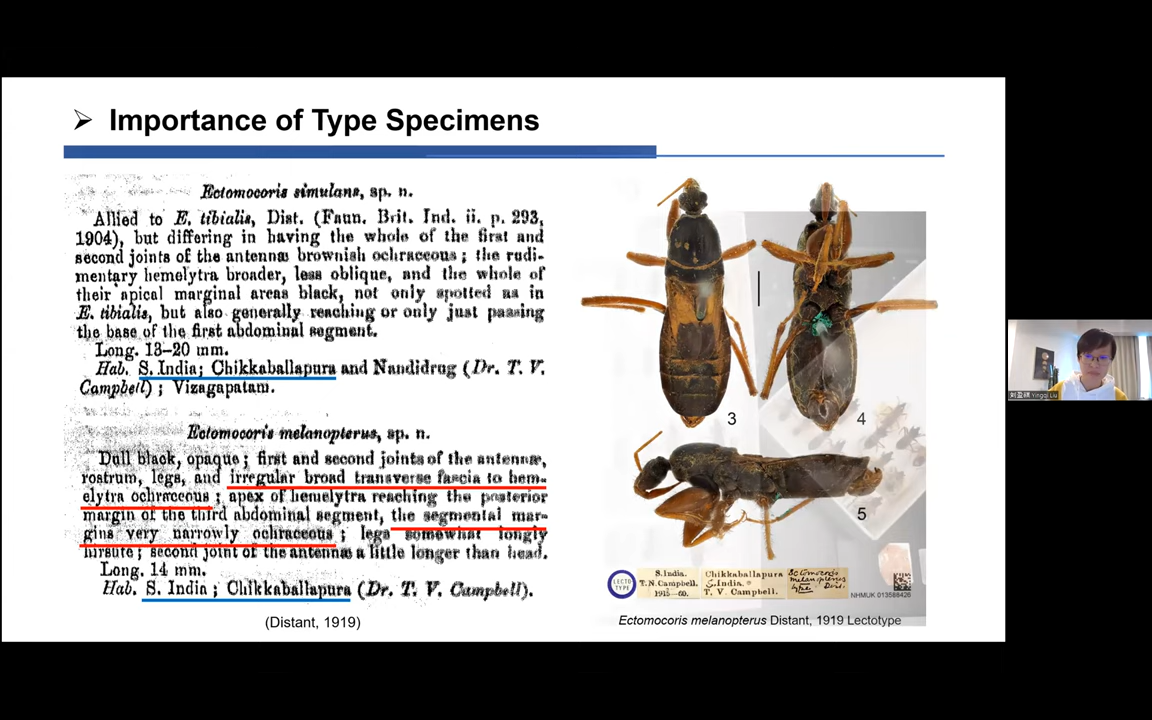 Importance of Type Specimens
Ectomocoris simulans, sp. n.
Allied to E. tibialis, Dist. (Faun. Brit. Ind. ii. p. 293,
1904), but differing in having the whole of the first and
second joints of the antennæ brownish ochraceous; the rudi-
mentary hemelytra broader, less oblique, and the whole of
their apical marginal areas black, not only spotted as in
E. tibialis, but also generally reaching or only just passing
the base of the first abdominal segment.
Long. 13–20 mm.
Hab. S. India; Chikkaballapura and Nandidrug (Dr. T. V.
Campbell); Vizagapatam.
Ectomocoris melanopterus, sp. n.
Dull black, opaque; first and second joints of the antennæ,
rostrum, legs, and irregular broad transverse fascia to hem-
elytra ochraceous; apex of hemelytra reaching the posterior
margin of the third abdominal segment, the segmental mar-
gins very narrowly ochraceous; legs somewhat longly
hirsute; second joint of the antennæ a little longer than head.
Long. 14 mm.
Hab. S. India; Chikkaballapura (Dr. T. V. Campbell).
(Distant, 1919)
3
4
5
LECTO
TYPE
S. India.
T.N. Campbell.
1915–60.
Chikkaballapura
S. India.
T. V. Campbell.
Ectomocoris
melanopterus
type Dist.
NHMUK 013588426
Ectomocoris melanopterus Distant, 1919 Lectotype
Yingqi Liu